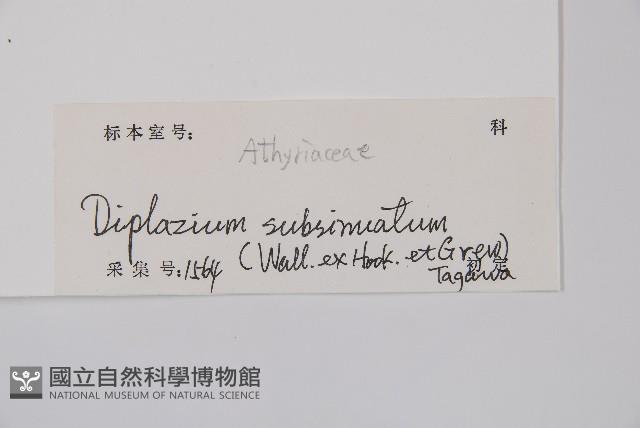 标本室号: 科
Athyriaceae
Diplazium subsinuatum
(Wall. ex Hook. et Grev.)
采集号: 1564 初定
Tagawa
國立自然科學博物館
NATIONAL MUSEUM OF NATURAL SCIENCE